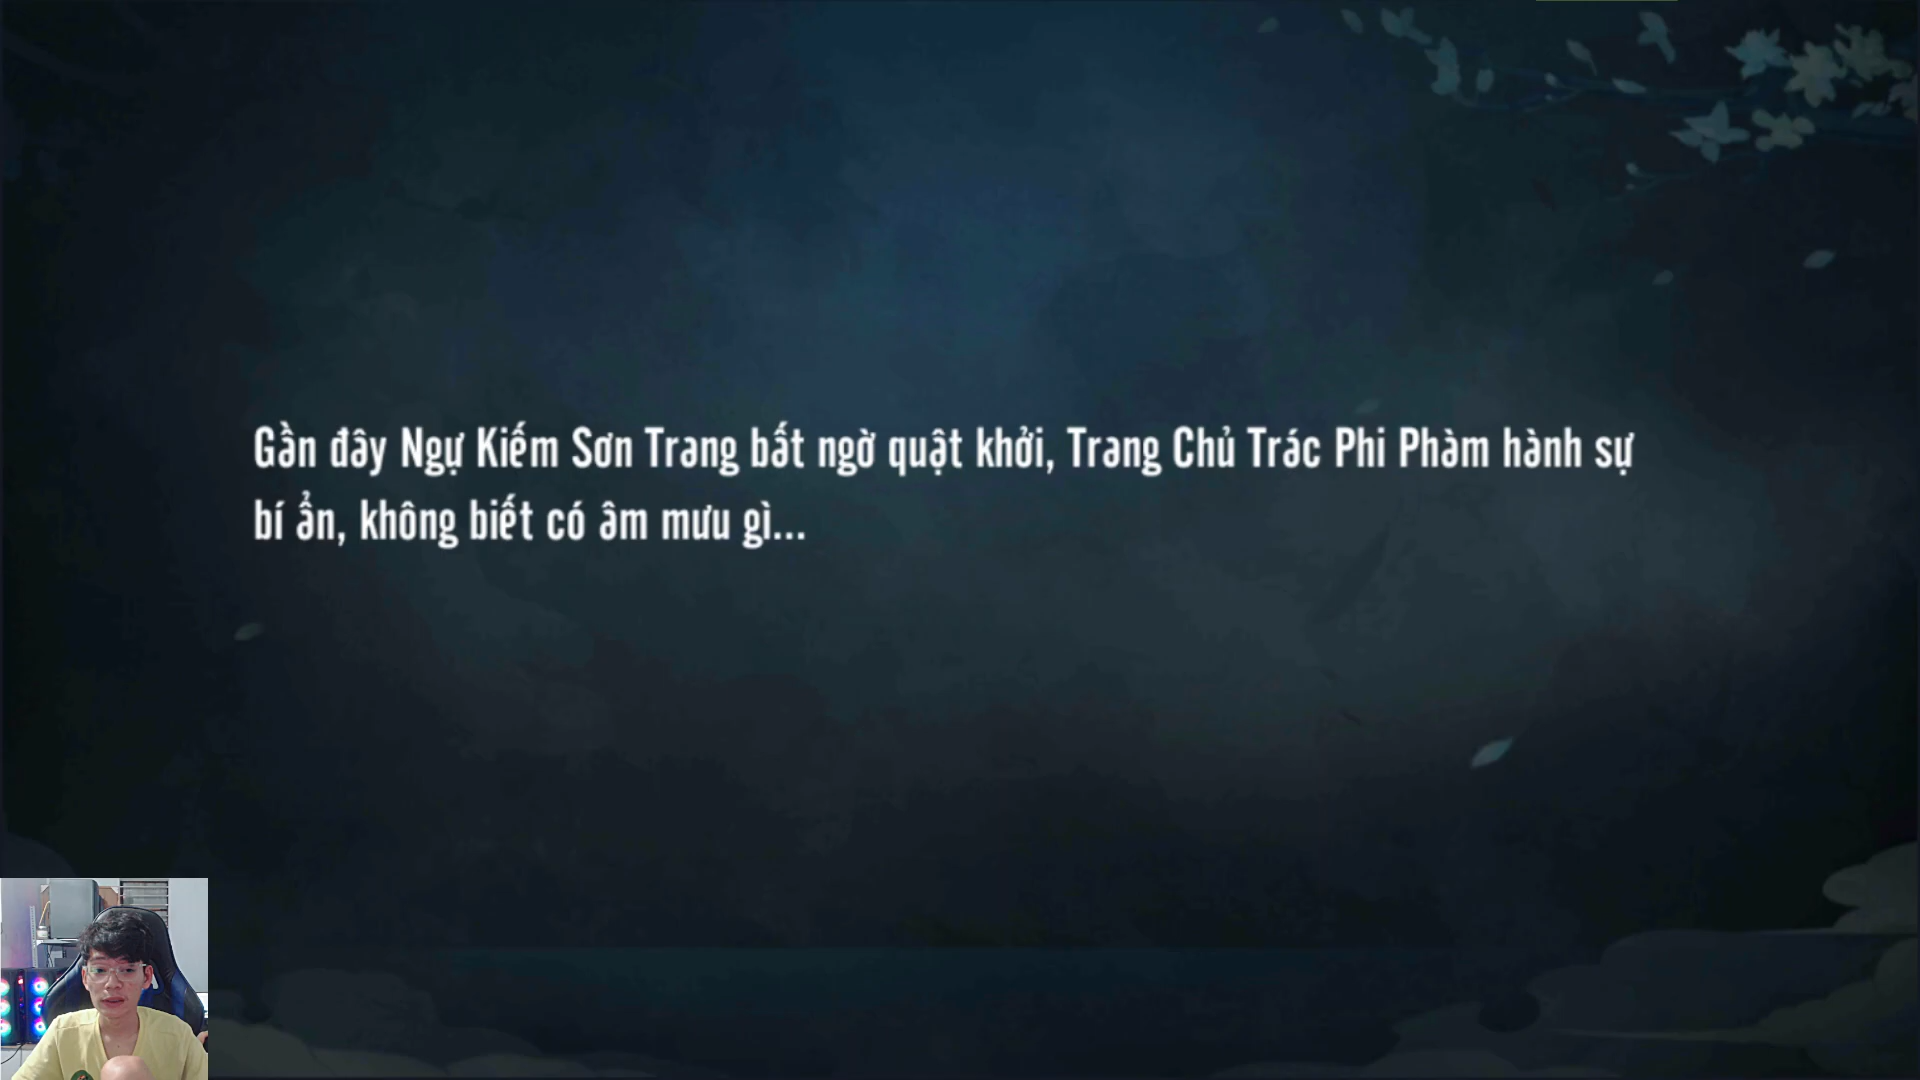 Gần đây Ngự Kiếm Sơn Trang bất ngờ quật khởi, Trang Chủ Trác Phi Phàm hành sự
bí ẩn, không biết có âm mưu gì...